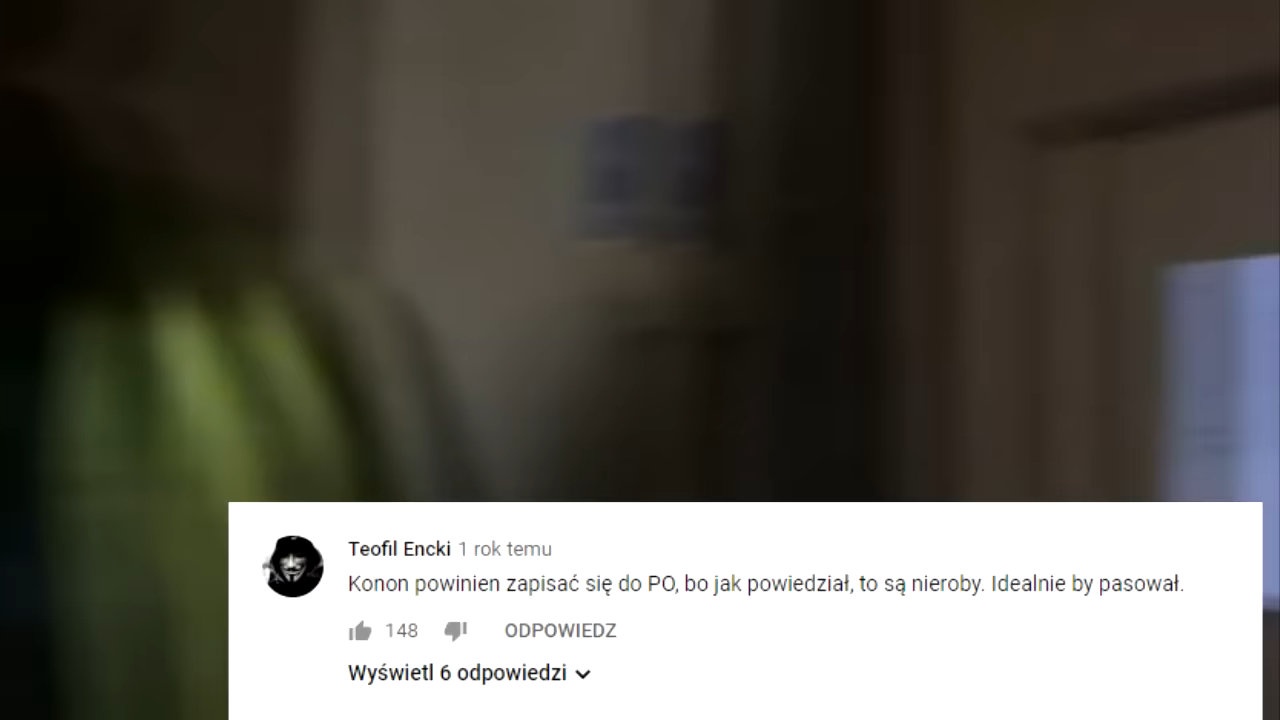 Teofil Encki 1 rok temu
Konon powinien zapisać się do PO, bo jak powiedział, to są nieroby. Idealnie by pasował.
148 ODPOWIEDZ
Wyświetl 6 odpowiedzi